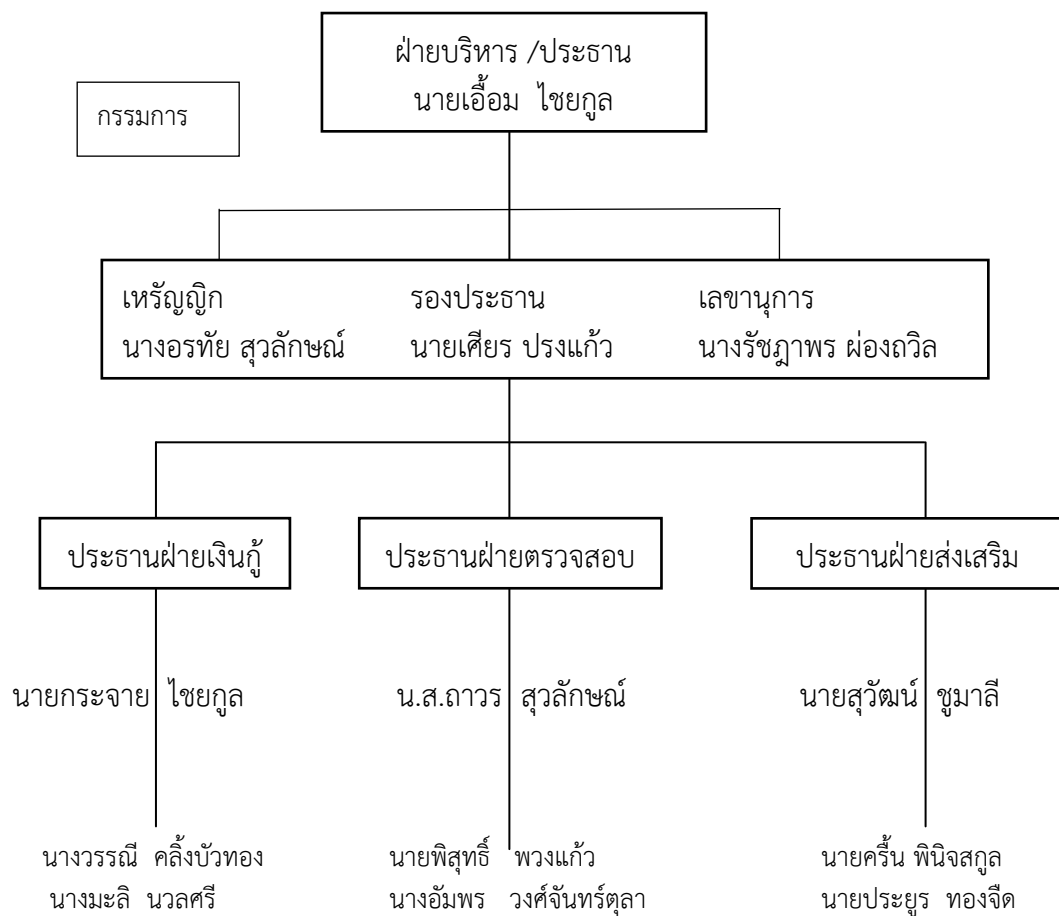 ฝ่ายบริหาร /ประธาน
นายเอื้อม ไชยกูล
กรรมการ
เหรัญญิก รองประธาน เลขานุการ
นางอรทัย สุวลักษณ์ นายเศียร ปรงแก้ว นางรัชฎาพร ผ่องถวิล
ประธานฝ่ายเงินกู้ ประธานฝ่ายตรวจสอบ ประธานฝ่ายส่งเสริม
นายกระจาย ไชยกูล น.ส.ถาวร สุวลักษณ์ นายสุวัฒน์ ชูมาลี
นางวรรณี คลิ้งบัวทอง นายพิสุทธิ์ พวงแก้ว นายครื้น พินิจสกูล
นางมะลิ นวลศรี นางอัมพร วงศ์จันทร์ตุลา นายประยูร ทองจืด